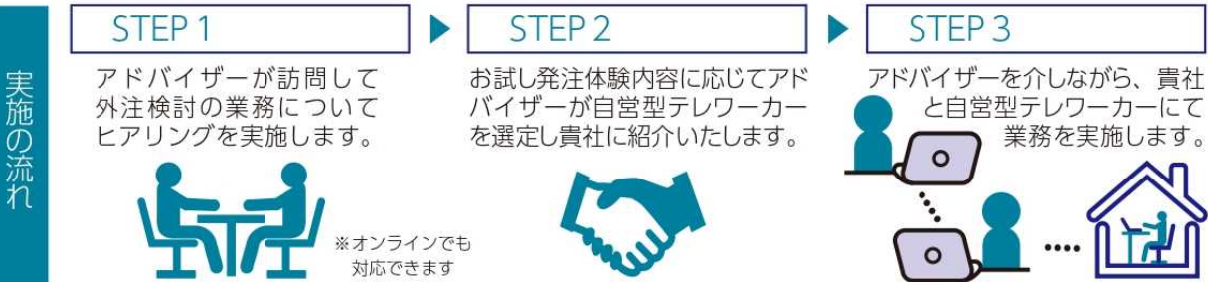 実施の流れ
STEP 1
アドバイザーが訪問して
外注検討の業務について
ヒアリングを実施します。
※オンラインでも
対応できます
STEP 2
お試し発注体験内容に応じてアド
バイザーが自営型テレワーカー
を選定し貴社に紹介いたします。
STEP 3
アドバイザーを介しながら、貴社
と自営型テレワーカーにて
業務を実施します。